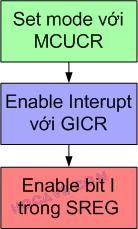 Set mode với
MCUCR
Enable Interupt
với GICR
Enable bit I
trong SREG